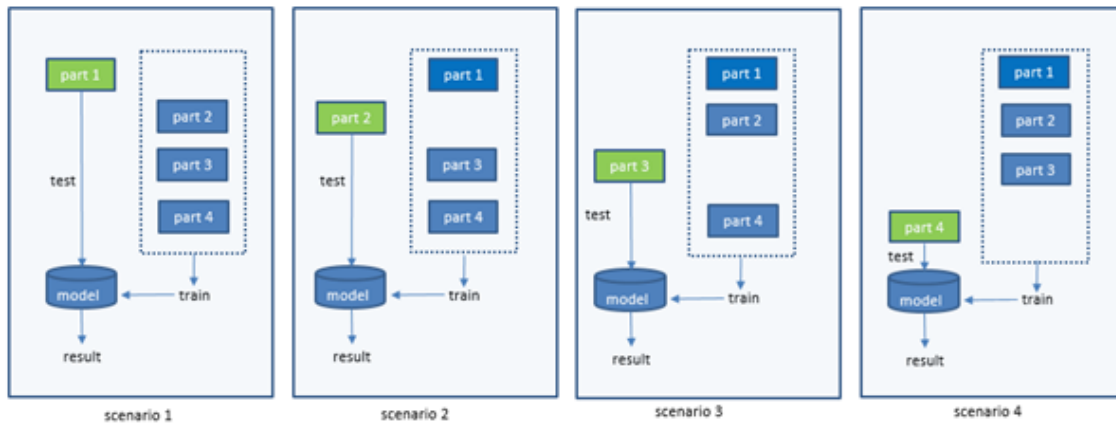 part 1
part 2
part 3
test
part 4
model
train
result
scenario 1
part 1
part 2
part 3
test
part 4
model
train
result
scenario 2
part 1
part 2
part 3
test
part 4
model
train
result
scenario 3
part 1
part 2
part 3
part 4
test
model
train
result
scenario 4